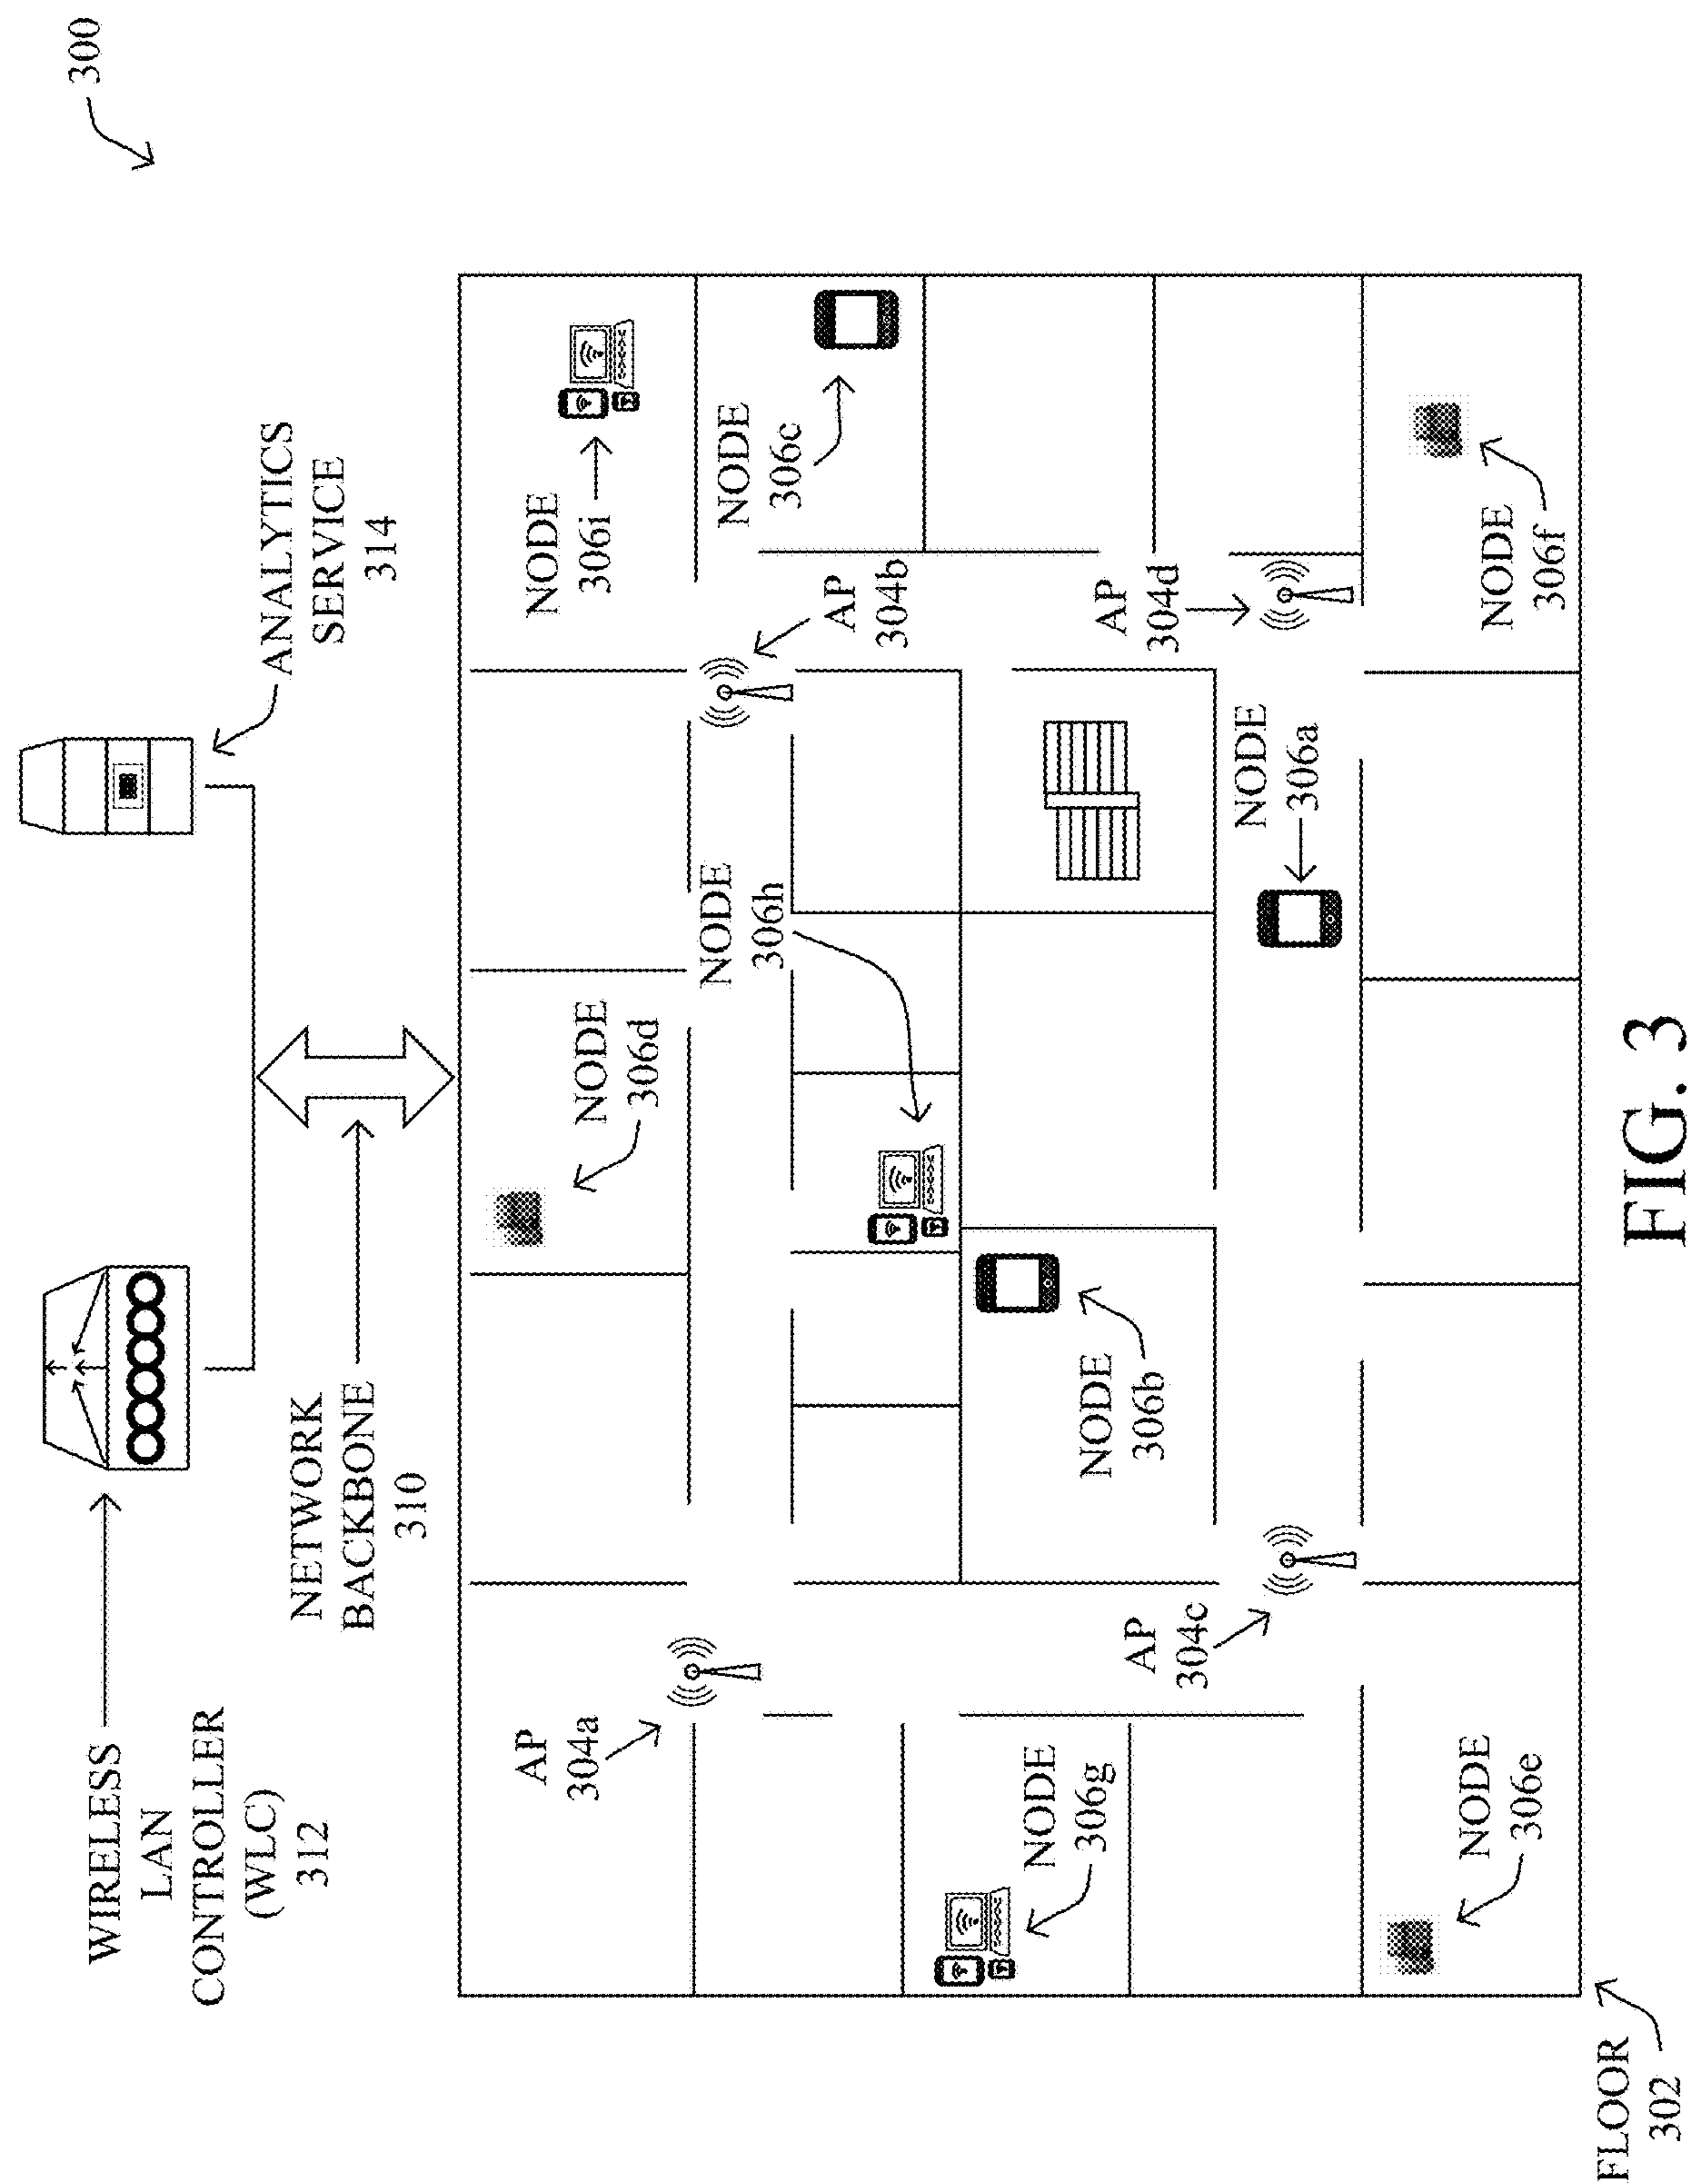 300
WIRELESS
LAN
CONTROLLER
(WLC)
312
ANALYTICS
SERVICE
314
NETWORK
BACKBONE
310
AP
304a
NODE
306d
NODE
306i
NODE
306h
NODE
306c
AP
304b
NODE
306g
NODE
306b
AP
304c
AP
304d
NODE
306a
NODE
306e
NODE
306f
FLOOR
302
FIG. 3